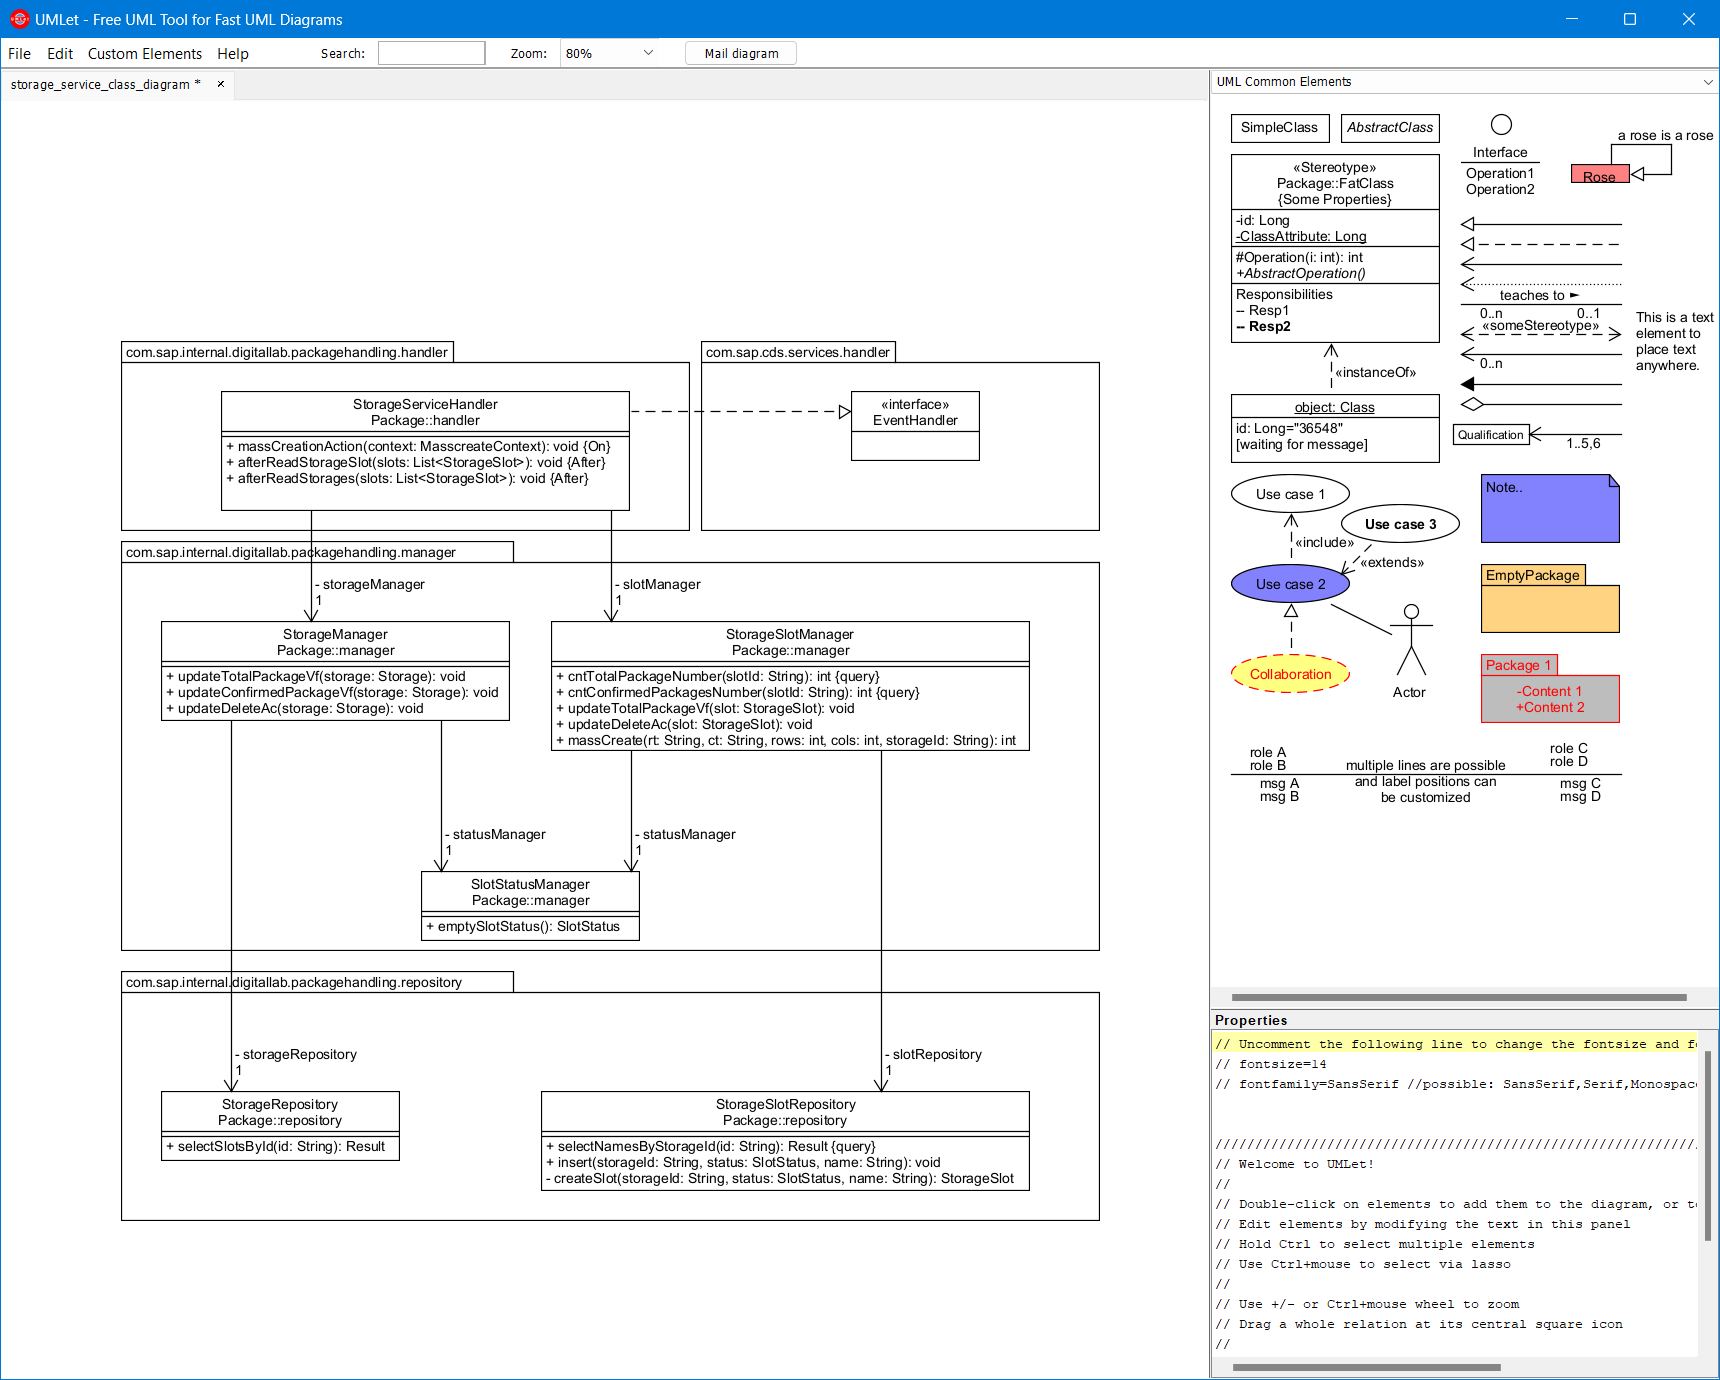 UMLet - Free UML Tool for Fast UML Diagrams
File Edit Custom Elements Help Search: Zoom: 80% Mail diagram
storage_service_class_diagram *
com.sap.internal.digitallab.packagehandling.handler
StorageServiceHandler
Package::handler
+ massCreationAction(context: MasscreateContext): void {On}
+ afterReadStorageSlot(slots: List<StorageSlot>): void {After}
+ afterReadStorages(slots: List<StorageSlot>): void {After}
com.sap.cds.services.handler
«interface»
EventHandler
com.sap.internal.digitallab.packagehandling.manager
- storageManager
1
- slotManager
1
StorageManager
Package::manager
+ updateTotalPackageVf(storage: Storage): void
+ updateConfirmedPackageVf(storage: Storage): void
+ updateDeleteAc(storage: Storage): void
StorageSlotManager
Package::manager
+ cntTotalPackageNumber(slotId: String): int {query}
+ cntConfirmedPackagesNumber(slotId: String): int {query}
+ updateTotalPackageVf(slot: StorageSlot): void
+ updateDeleteAc(slot: StorageSlot): void
+ massCreate(rt: String, ct: String, rows: int, cols: int, storageId: String): int
- statusManager
1
- statusManager
1
SlotStatusManager
Package::manager
+ emptySlotStatus(): SlotStatus
com.sap.internal.digitallab.packagehandling.repository
- storageRepository
1
- slotRepository
1
StorageRepository
Package::repository
+ selectSlotsById(id: String): Result
StorageSlotRepository
Package::repository
+ selectNamesByStorageId(id: String): Result {query}
+ insert(storageId: String, status: SlotStatus, name: String): void
- createSlot(storageId: String, status: SlotStatus, name: String): StorageSlot
UML Common Elements
SimpleClass
AbstractClass
Interface
Operation1
Operation2
a rose is a rose
Rose
«Stereotype»
Package::FatClass
{Some Properties}
-id: Long
-ClassAttribute: Long
#Operation(i: int): int
+AbstractOperation()
Responsibilities
-- Resp1
-- Resp2
teaches to ►
0..n 0..1
«someStereotype»
0..n
This is a text
element to
place text
anywhere.
«instanceOf»
object: Class
id: Long="36548"
[waiting for message]
Qualification
1..5,6
Use case 1
Use case 3
«include»
«extends»
Use case 2
Collaboration
Actor
Note..
EmptyPackage
Package 1
-Content 1
+Content 2
role A
role B
msg A
msg B
multiple lines are possible
and label positions can
be customized
role C
role D
msg C
msg D
Properties
// Uncomment the following line to change the fontsize and f
// fontsize=14
// fontfamily=SansSerif //possible: SansSerif,Serif,Monospac
////////////////////////////////////////////////////////////
// Welcome to UMLet!
//
// Double-click on elements to add them to the diagram, or t
// Edit elements by modifying the text in this panel
// Hold Ctrl to select multiple elements
// Use Ctrl+mouse to select via lasso
//
// Use +/- or Ctrl+mouse wheel to zoom
// Drag a whole relation at its central square icon
//